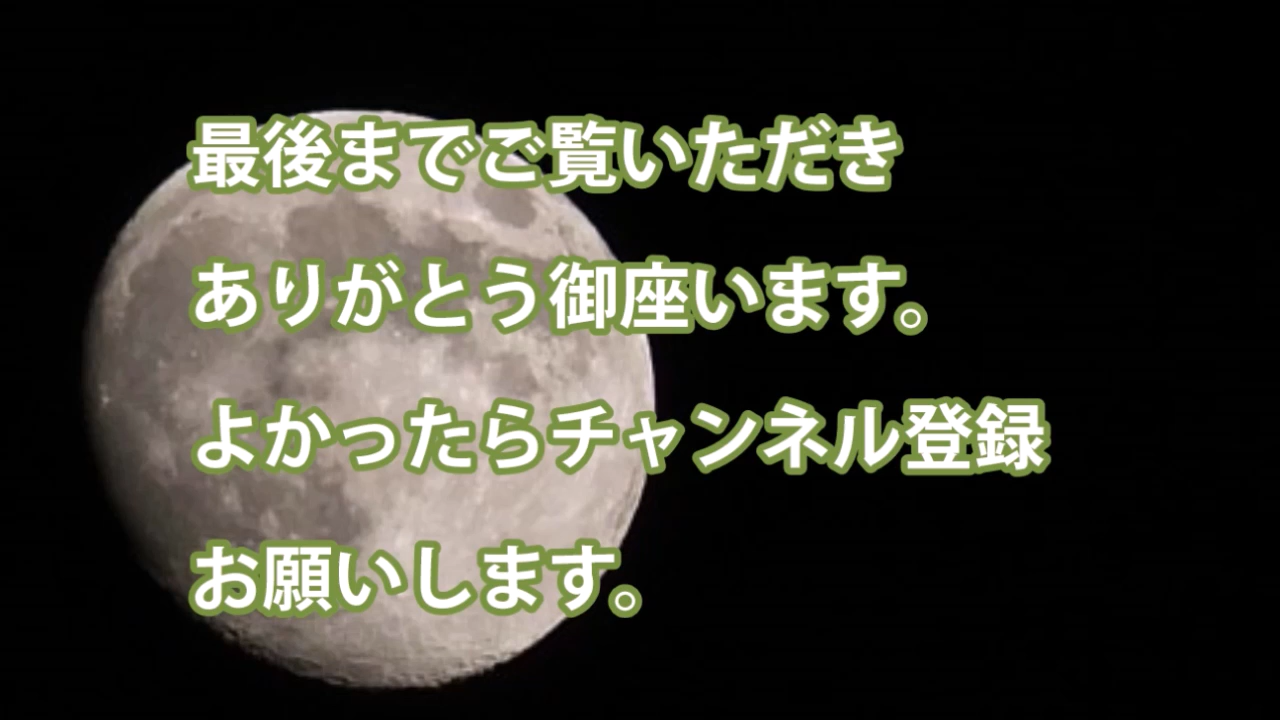 最後までご覧いただき
ありがとう御座います。
よかったらチャンネル登録
お願いします。